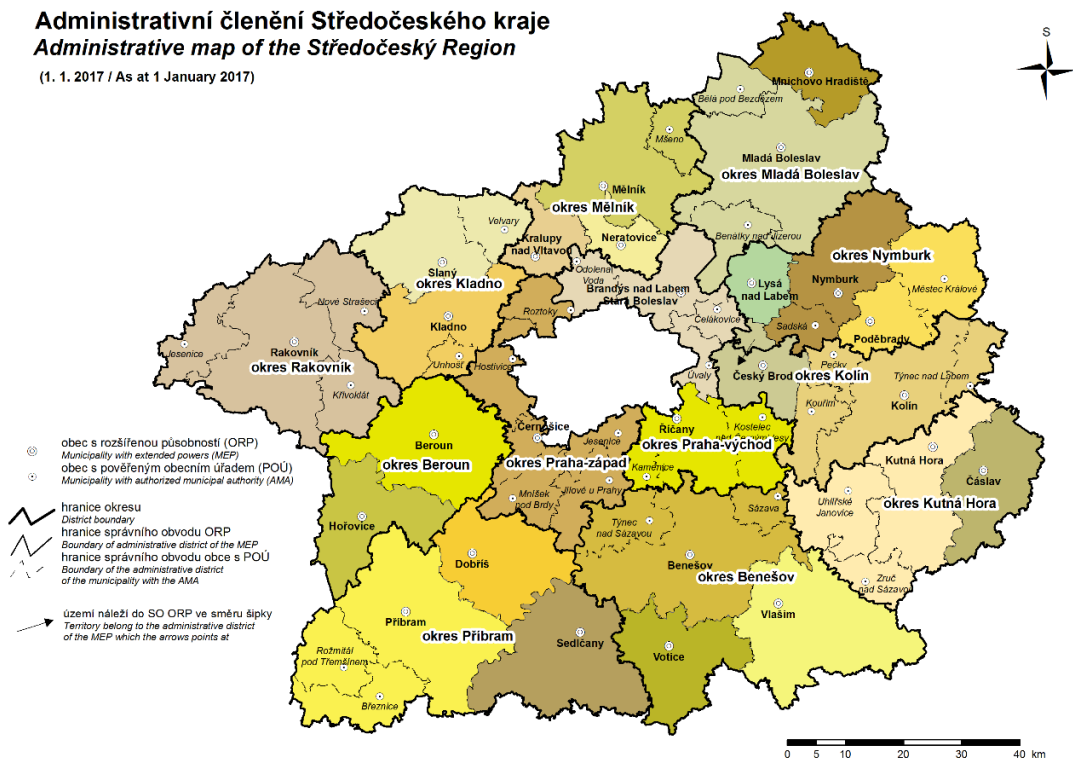 Administrativní členění Středočeského kraje
Administrative map of the Středočeský Region
(1. 1. 2017 / As at 1 January 2017)
S
Mnichovo Hradiště
Bělá pod Bezdězem
Mšeno
Mladá Boleslav
okres Mladá Boleslav
Mělník
okres Mělník
Velvary
Benátky nad Jizerou
Kralupy
nad Vltavou
Neratovice
okres Nymburk
Slaný
okres Kladno
Odolena
Voda
Brandýs nad Labem
Stará Boleslav
Lysá
nad Labem
Nymburk
Městec Králové
Nové Strašecí
Roztoky
Čelákovice
Kladno
Sadská
Poděbrady
Jesenice
Rakovník
okres Rakovník
Unhošť
Hostivice
Úvaly
Český Brod
Pečky
okres Kolín
Týnec nad Labem
Křivoklát
Kouřim
Kolín
Beroun
okres Beroun
Černošice
okres Praha-západ
Jesenice
Říčany
Kostelec
nad Černými lesy
okres Praha-východ
Kamenice
Kutná Hora
Čáslav
okres Kutná Hora
Uhlířské
Janovice
Hořovice
Mníšek
pod Brdy
Jílové u Prahy
Týnec
nad Sázavou
Sázava
Dobříš
Benešov
okres Benešov
Zruč
nad Sázavou
Vlašim
Příbram
okres Příbram
Sedlčany
Votice
Rožmitál
pod Třemšínem
Březnice
obec s rozšířenou působností (ORP)
Municipality with extended powers (MEP)
obec s pověřeným obecním úřadem (POÚ)
Municipality with authorized municipal authority (AMA)
hranice okresu
District boundary
hranice správního obvodu ORP
Boundary of administrative district of the MEP
hranice správního obvodu obce s POÚ
Boundary of the administrative district
of the municipality with the AMA
území náleží do SO ORP ve směru šipky
Territory belong to the administrative district
of the MEP which the arrows points at
0 5 10 20 30 40 km